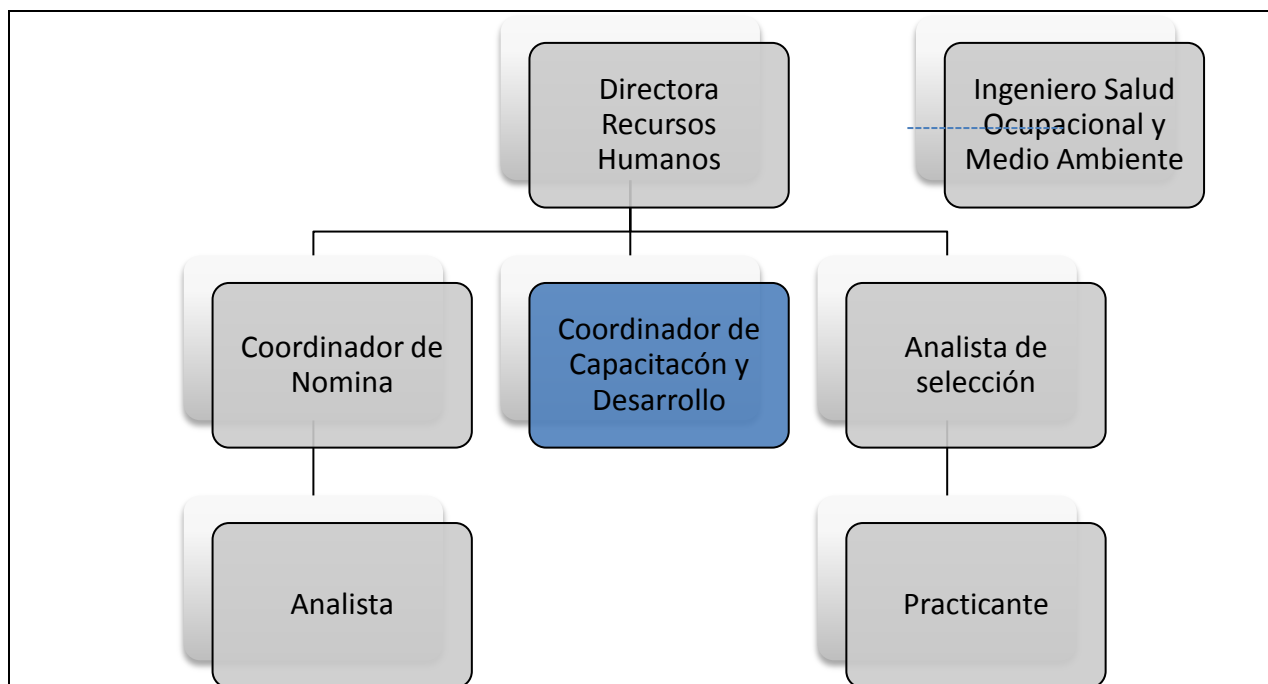 Directora
Recursos
Humanos
Ingeniero Salud
Ocupacional y
Medio Ambiente
Coordinador de
Nomina
Coordinador de
Capacitacón y
Desarrollo
Analista de
selección
Analista
Practicante